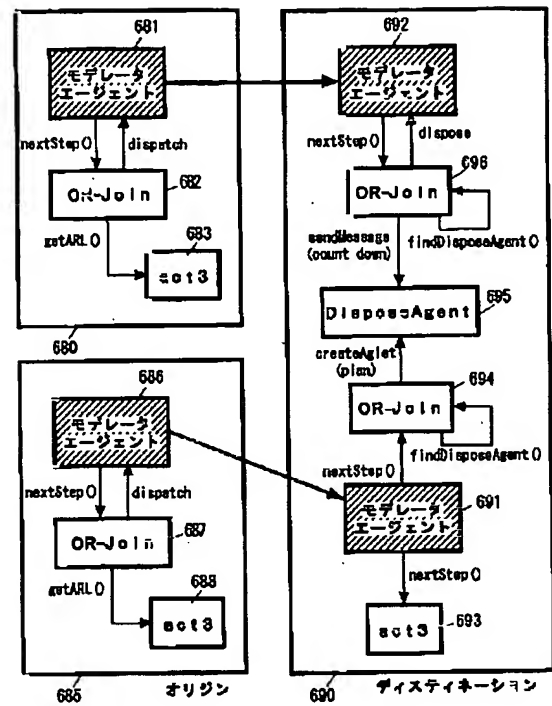 681
モデレータ
エージェント
nextStep()
dispatch
OR-Join
682
getARL()
683
act3
680
686
モデレータ
エージェント
nextStep()
dispatch
OR-Join
687
getARL()
688
act3
685
オリジン
692
モデレータ
エージェント
nextStep()
dispose
696
OR-Join
sendMessage
(count down)
findDisposeAgent()
DisposeAgent
695
createAglet
(plan)
694
OR-Join
findDisposeAgent()
nextStep()
モデレータ
エージェント
691
nextStep()
act3
693
690
ディスティネーション